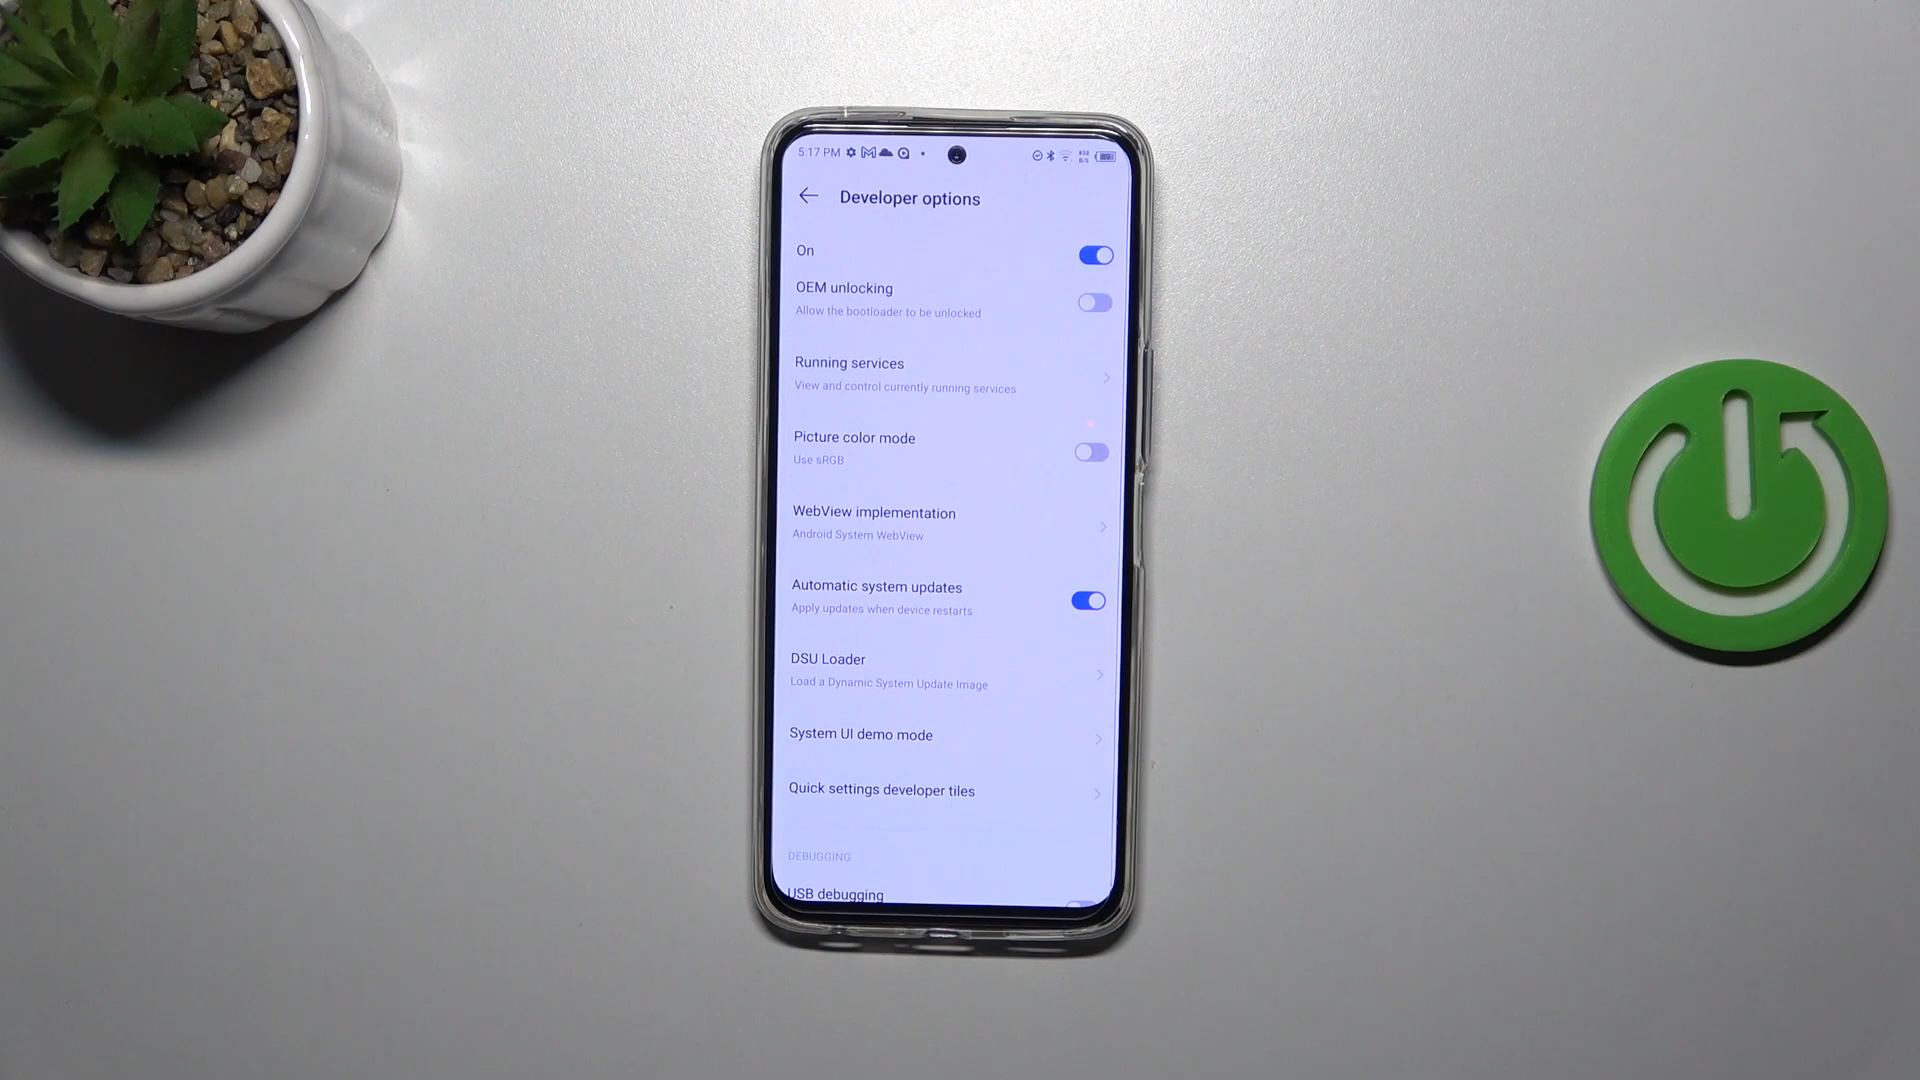 5:17 PM
Developer options
On
OEM unlocking
Allow the bootloader to be unlocked
Running services
View and control currently running services
Picture color mode
Use sRGB
WebView implementation
Android System WebView
Automatic system updates
Apply updates when device restarts
DSU Loader
Load a Dynamic System Update Image
System UI demo mode
Quick settings developer tiles
DEBUGGING
USB debugging